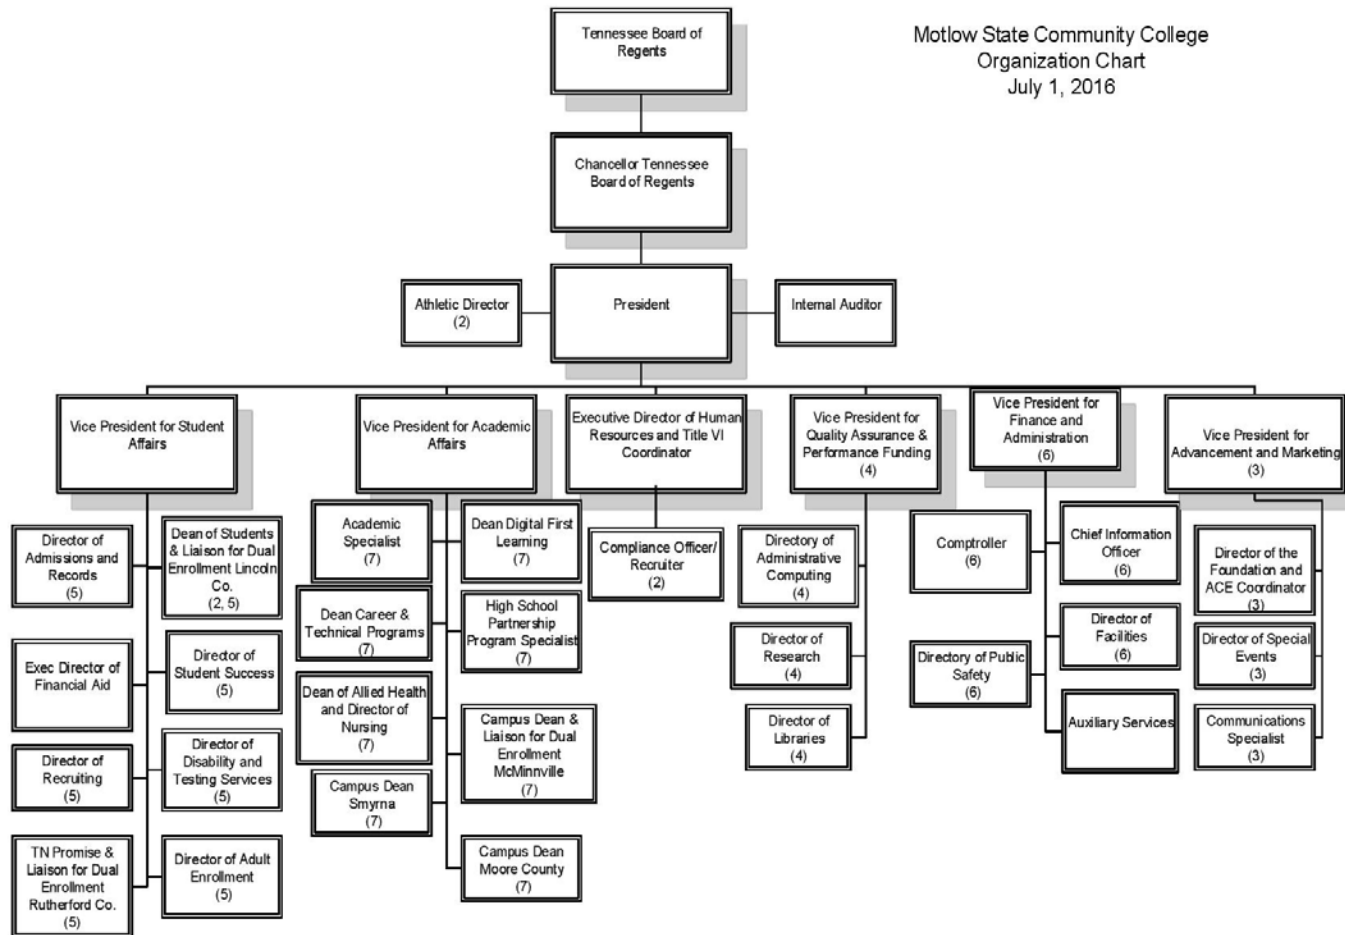 Motlow State Community College
Organization Chart
July 1, 2016
Tennessee Board of
Regents
Chancellor Tennessee
Board of Regents
Athletic Director
(2)
President
Internal Auditor
Vice President for Student
Affairs
Vice President for Academic
Affairs
Executive Director of Human
Resources and Title VI
Coordinator
Vice President for
Quality Assurance &
Performance Funding
(4)
Vice President for
Finance and
Administration
(6)
Vice President for
Advancement and Marketing
(3)
Director of
Admissions and
Records
(5)
Dean of Students
& Liaison for Dual
Enrollment Lincoln
Co.
(2, 5)
Exec Director of
Financial Aid
Director of
Student Success
(5)
Director of
Recruiting
(5)
Director of
Disability and
Testing Services
(5)
TN Promise &
Liaison for Dual
Enrollment
Rutherford Co.
(5)
Director of Adult
Enrollment
(5)
Academic
Specialist
(7)
Dean Digital First
Learning
(7)
Dean Career &
Technical Programs
(7)
High School
Partnership
Program Specialist
(7)
Dean of Allied Health
and Director of
Nursing
(7)
Campus Dean &
Liaison for Dual
Enrollment
McMinnville
(7)
Campus Dean
Smyrna
(7)
Campus Dean
Moore County
(7)
Compliance Officer/
Recruiter
(2)
Directory of
Administrative
Computing
(4)
Director of
Research
(4)
Director of
Libraries
(4)
Comptroller
(6)
Chief Information
Officer
(6)
Directory of Public
Safety
(6)
Director of
Facilities
(6)
Auxiliary Services
Director of the
Foundation and
ACE Coordinator
(3)
Director of Special
Events
(3)
Communications
Specialist
(3)